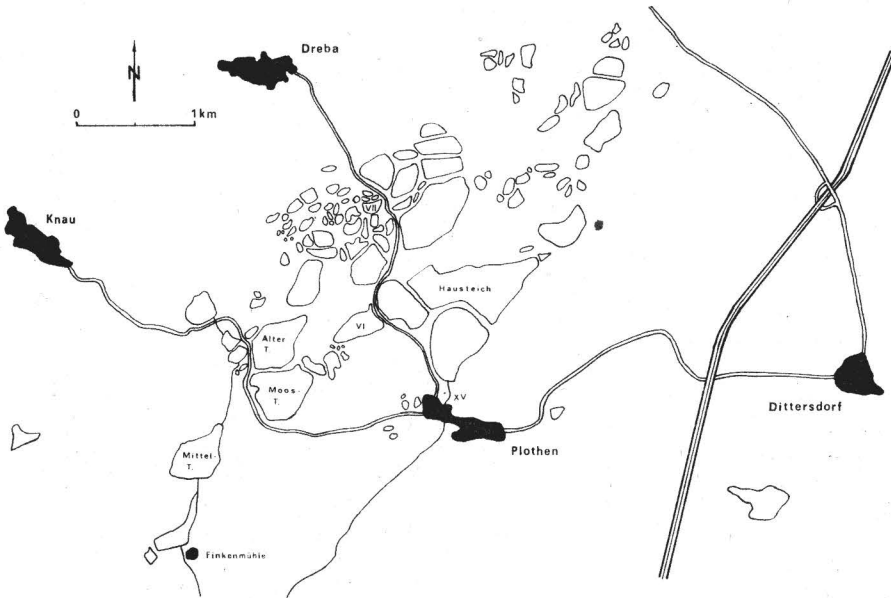 Dreba
N
0 1km
Knau
VII
Hausteich
VI
Alter
T.
Moos-
T.
XV
Dittersdorf
Plothen
Mittel-
T.
Finkenmühle